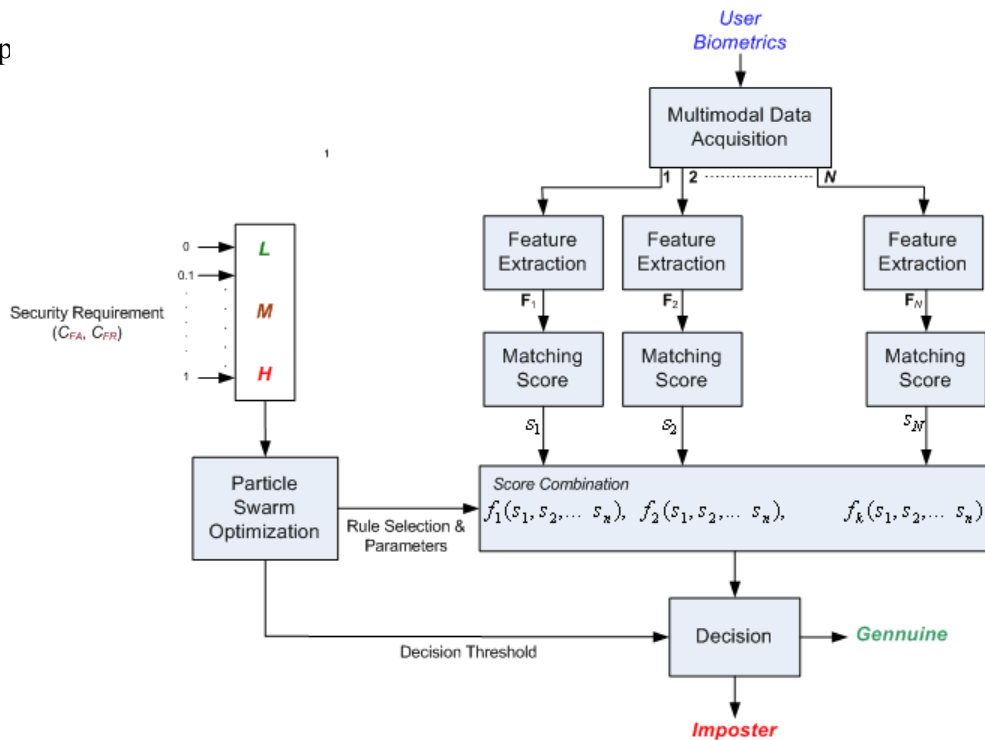 p
User
Biometrics
Multimodal Data
Acquisition
1 2 ........................ N
1
Feature
Extraction
Feature
Extraction
Feature
Extraction
F1
F2
FN
Matching
Score
Matching
Score
Matching
Score
s1
s2
sN
0
0.1
1
L
M
H
Security Requirement
(CFA, CFR)
Particle
Swarm
Optimization
Rule Selection &
Parameters
Score Combination
f1(s1, s2, ... sn), f2(s1, s2, ... sn), fk(s1, s2, ... sn)
Decision Threshold
Decision
Gennuine
Imposter